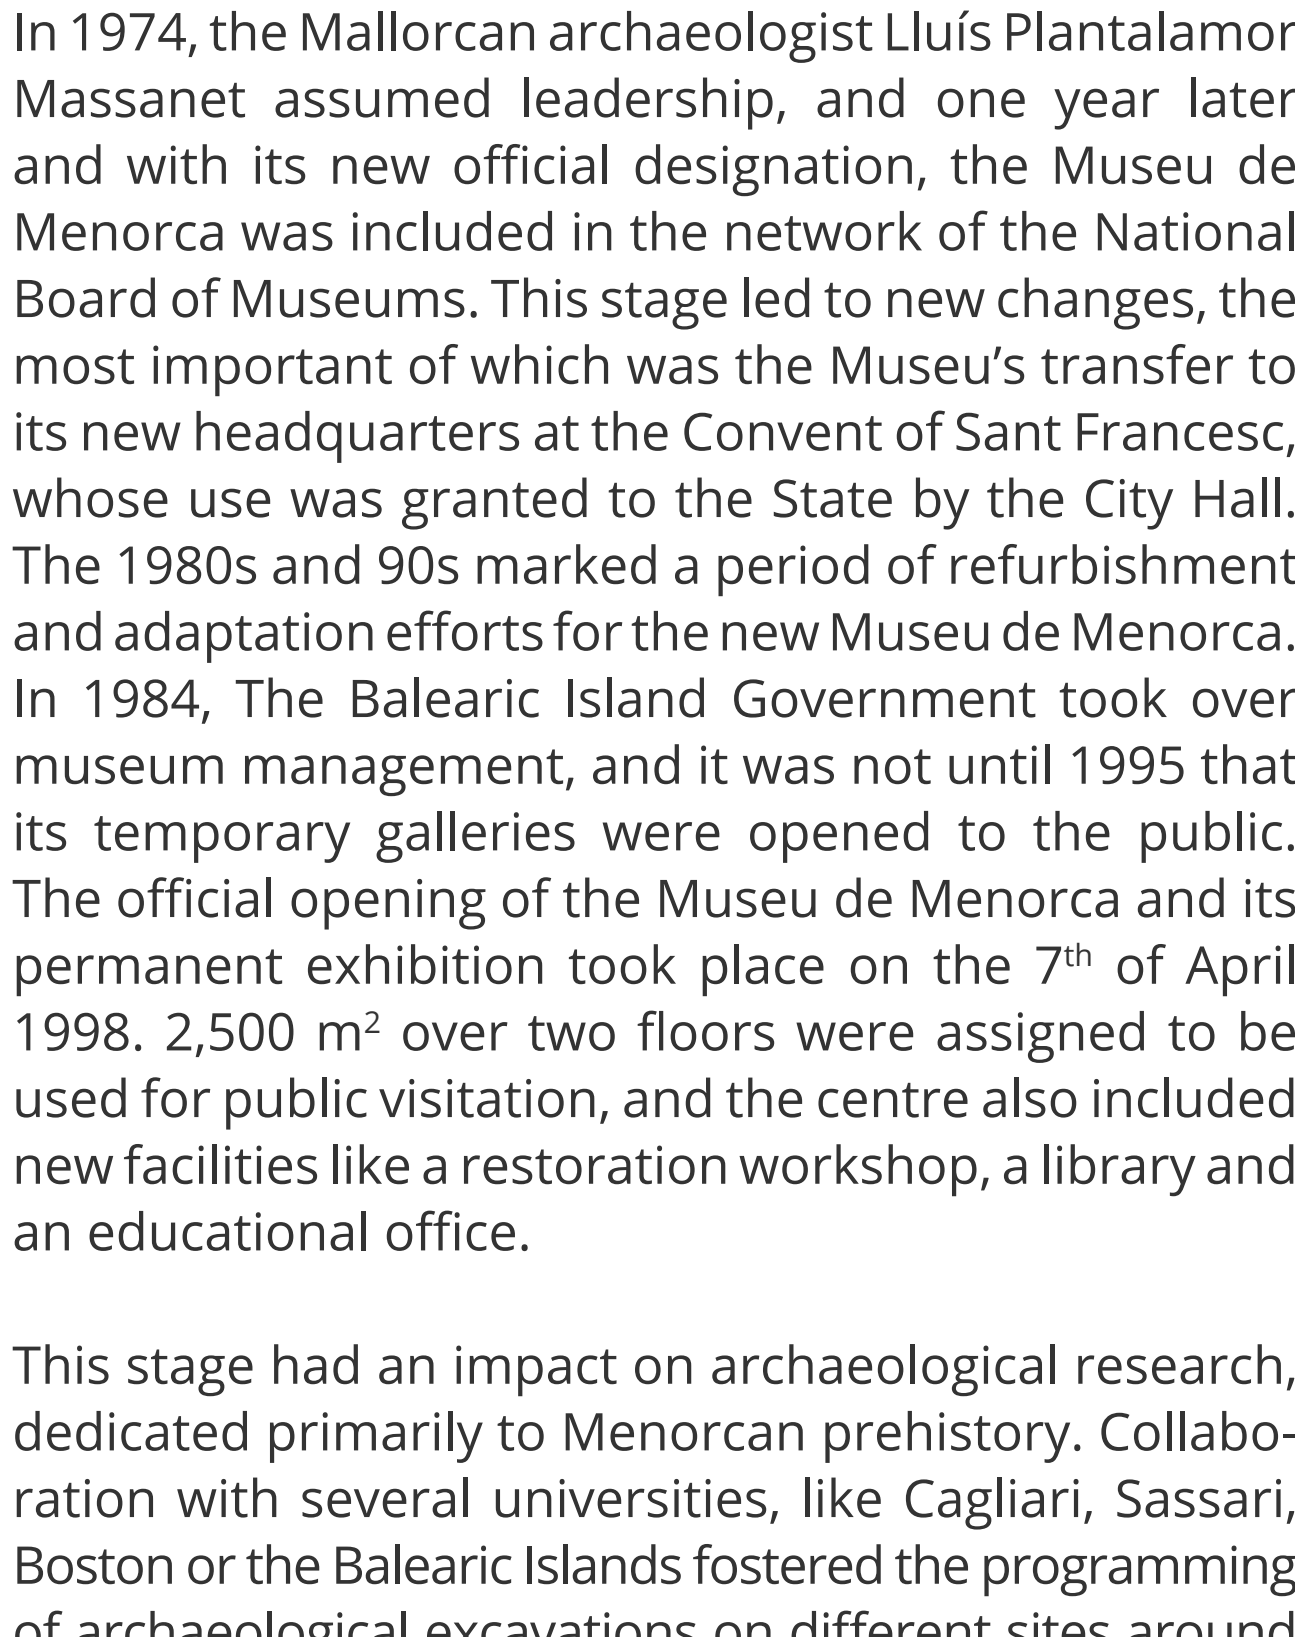 In 1974, the Mallorcan archaeologist Lluís Plantalamor
Massanet assumed leadership, and one year later
and with its new official designation, the Museu de
Menorca was included in the network of the National
Board of Museums. This stage led to new changes, the
most important of which was the Museu’s transfer to
its new headquarters at the Convent of Sant Francesc,
whose use was granted to the State by the City Hall.
The 1980s and 90s marked a period of refurbishment
and adaptation efforts for the new Museu de Menorca.
In 1984, The Balearic Island Government took over
museum management, and it was not until 1995 that
its temporary galleries were opened to the public.
The official opening of the Museu de Menorca and its
permanent exhibition took place on the 7th of April
1998. 2,500 m² over two floors were assigned to be
used for public visitation, and the centre also included
new facilities like a restoration workshop, a library and
an educational office.
This stage had an impact on archaeological research,
dedicated primarily to Menorcan prehistory. Collabo-
ration with several universities, like Cagliari, Sassari,
Boston or the Balearic Islands fostered the programming
of archaeological excavations on different sites around